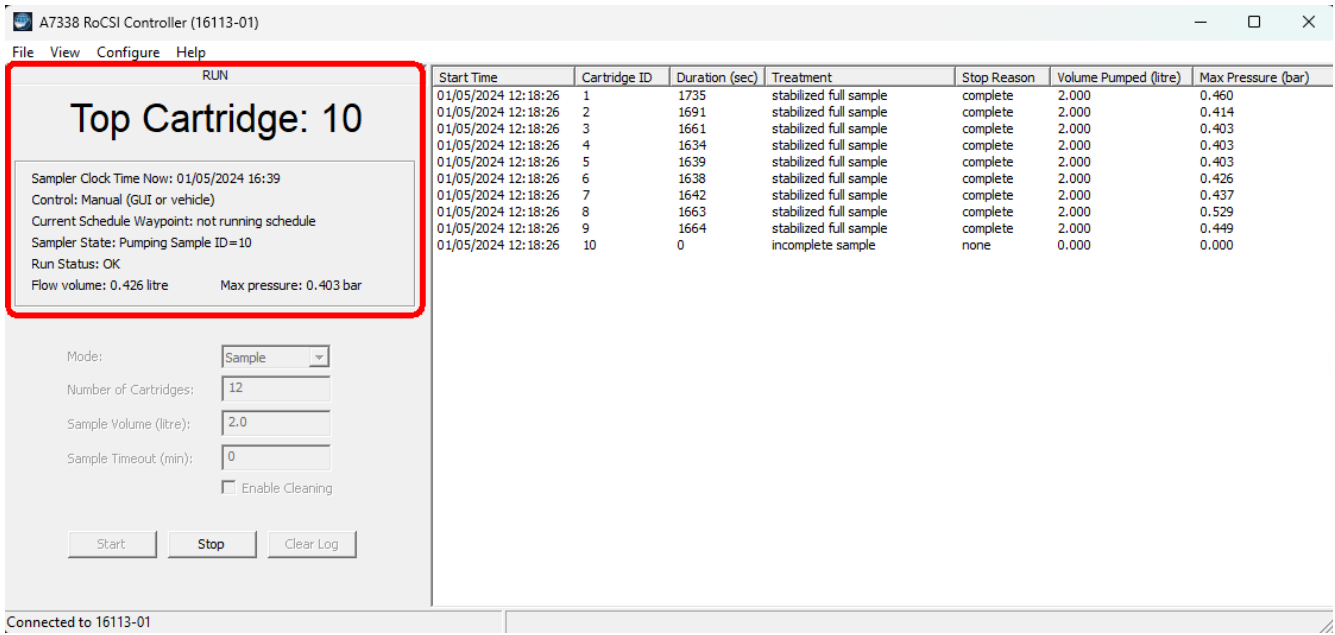 A7338 RoCSI Controller (16113-01)
File View Configure Help
RUN
Top Cartridge: 10
Sampler Clock Time Now: 01/05/2024 16:39
Control: Manual (GUI or vehicle)
Current Schedule Waypoint: not running schedule
Sampler State: Pumping Sample ID=10
Run Status: OK
Flow volume: 0.426 litre Max pressure: 0.403 bar
Mode: Sample
Number of Cartridges: 12
Sample Volume (litre): 2.0
Sample Timeout (min): 0
Enable Cleaning
Start Stop Clear Log
Start Time Cartridge ID Duration (sec) Treatment Stop Reason Volume Pumped (litre) Max Pressure (bar)
01/05/2024 12:18:26 1 1735 stabilized full sample complete 2.000 0.460
01/05/2024 12:18:26 2 1691 stabilized full sample complete 2.000 0.414
01/05/2024 12:18:26 3 1661 stabilized full sample complete 2.000 0.403
01/05/2024 12:18:26 4 1634 stabilized full sample complete 2.000 0.403
01/05/2024 12:18:26 5 1639 stabilized full sample complete 2.000 0.403
01/05/2024 12:18:26 6 1638 stabilized full sample complete 2.000 0.426
01/05/2024 12:18:26 7 1642 stabilized full sample complete 2.000 0.437
01/05/2024 12:18:26 8 1663 stabilized full sample complete 2.000 0.529
01/05/2024 12:18:26 9 1664 stabilized full sample complete 2.000 0.449
01/05/2024 12:18:26 10 0 incomplete sample none 0.000 0.000
Connected to 16113-01